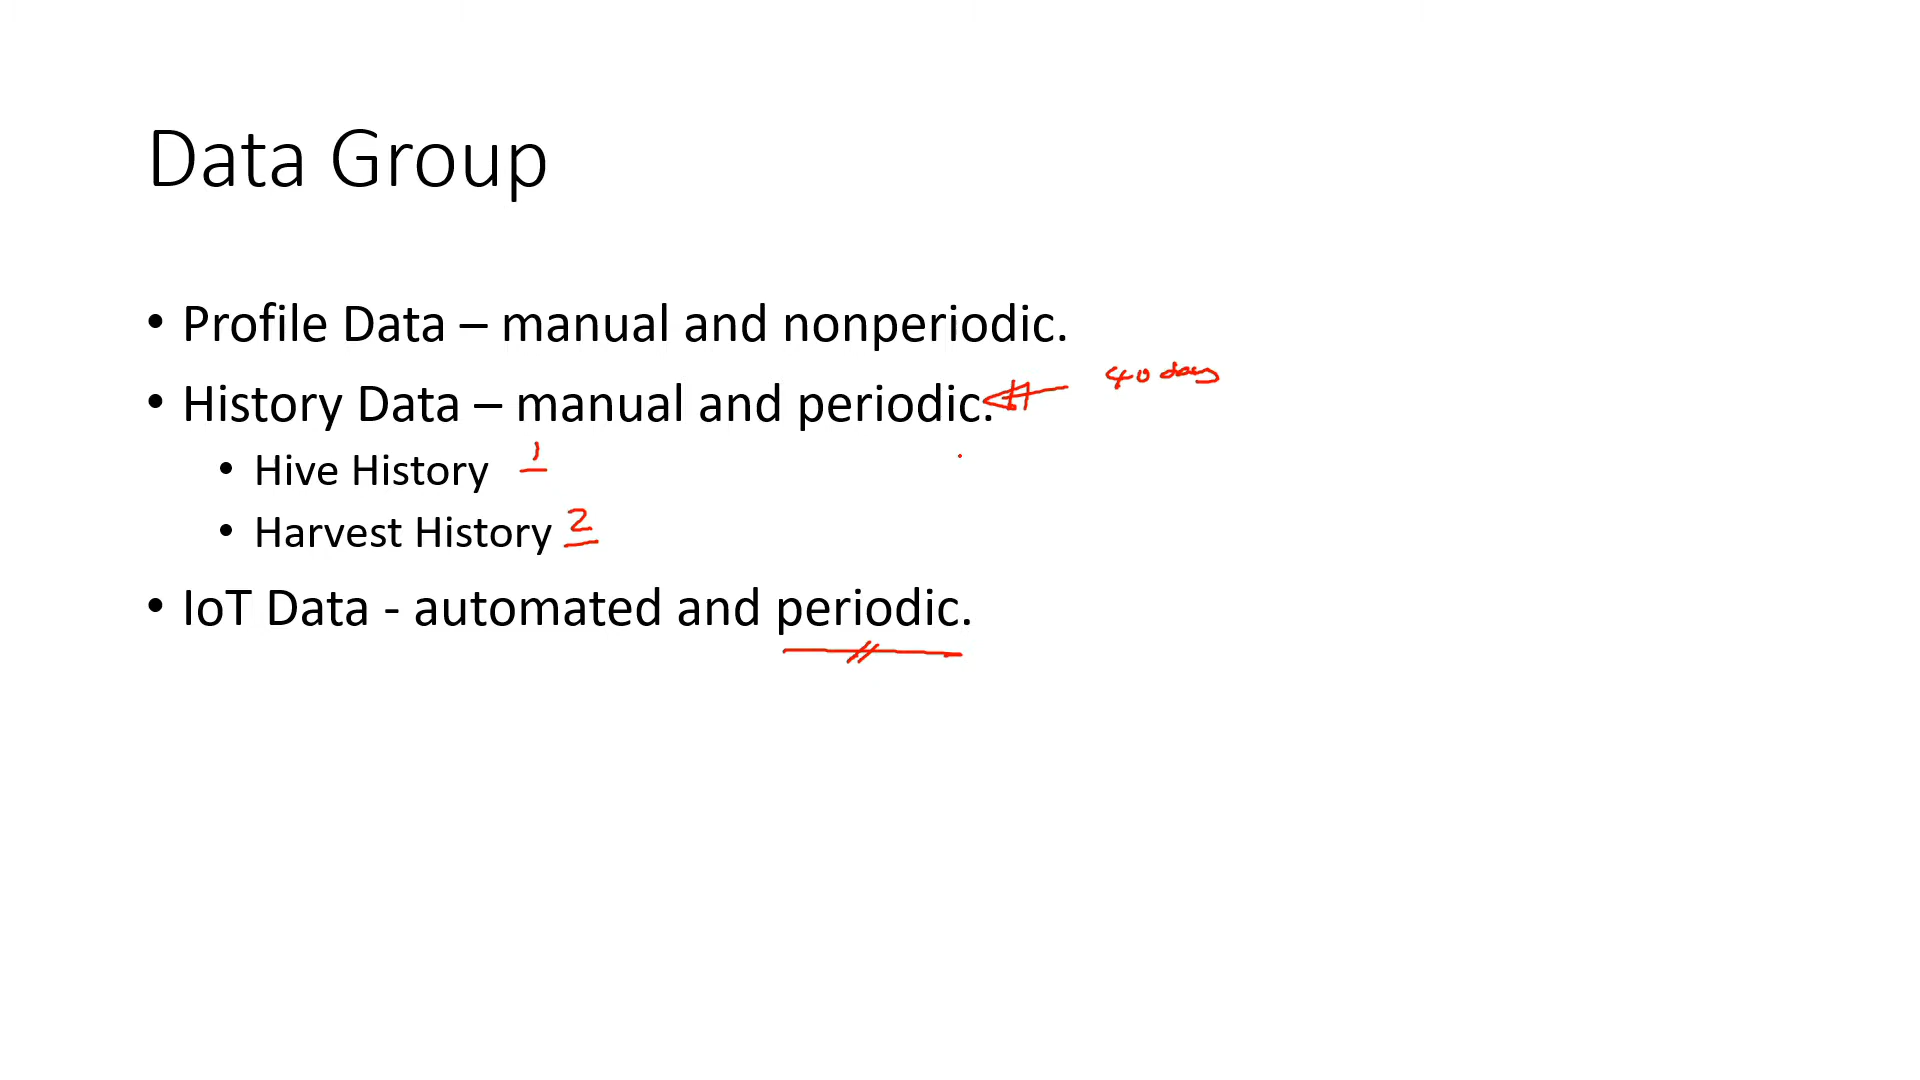 Data Group
• Profile Data – manual and nonperiodic.
40 days
• History Data – manual and periodic.
• Hive History 1
• Harvest History 2
• IoT Data - automated and periodic.